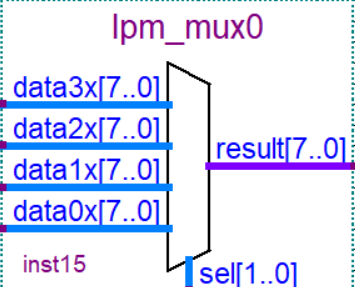 lpm_mux0
data3x[7..0]
data2x[7..0]
data1x[7..0]
data0x[7..0]
result[7..0]
inst15
sel[1..0]